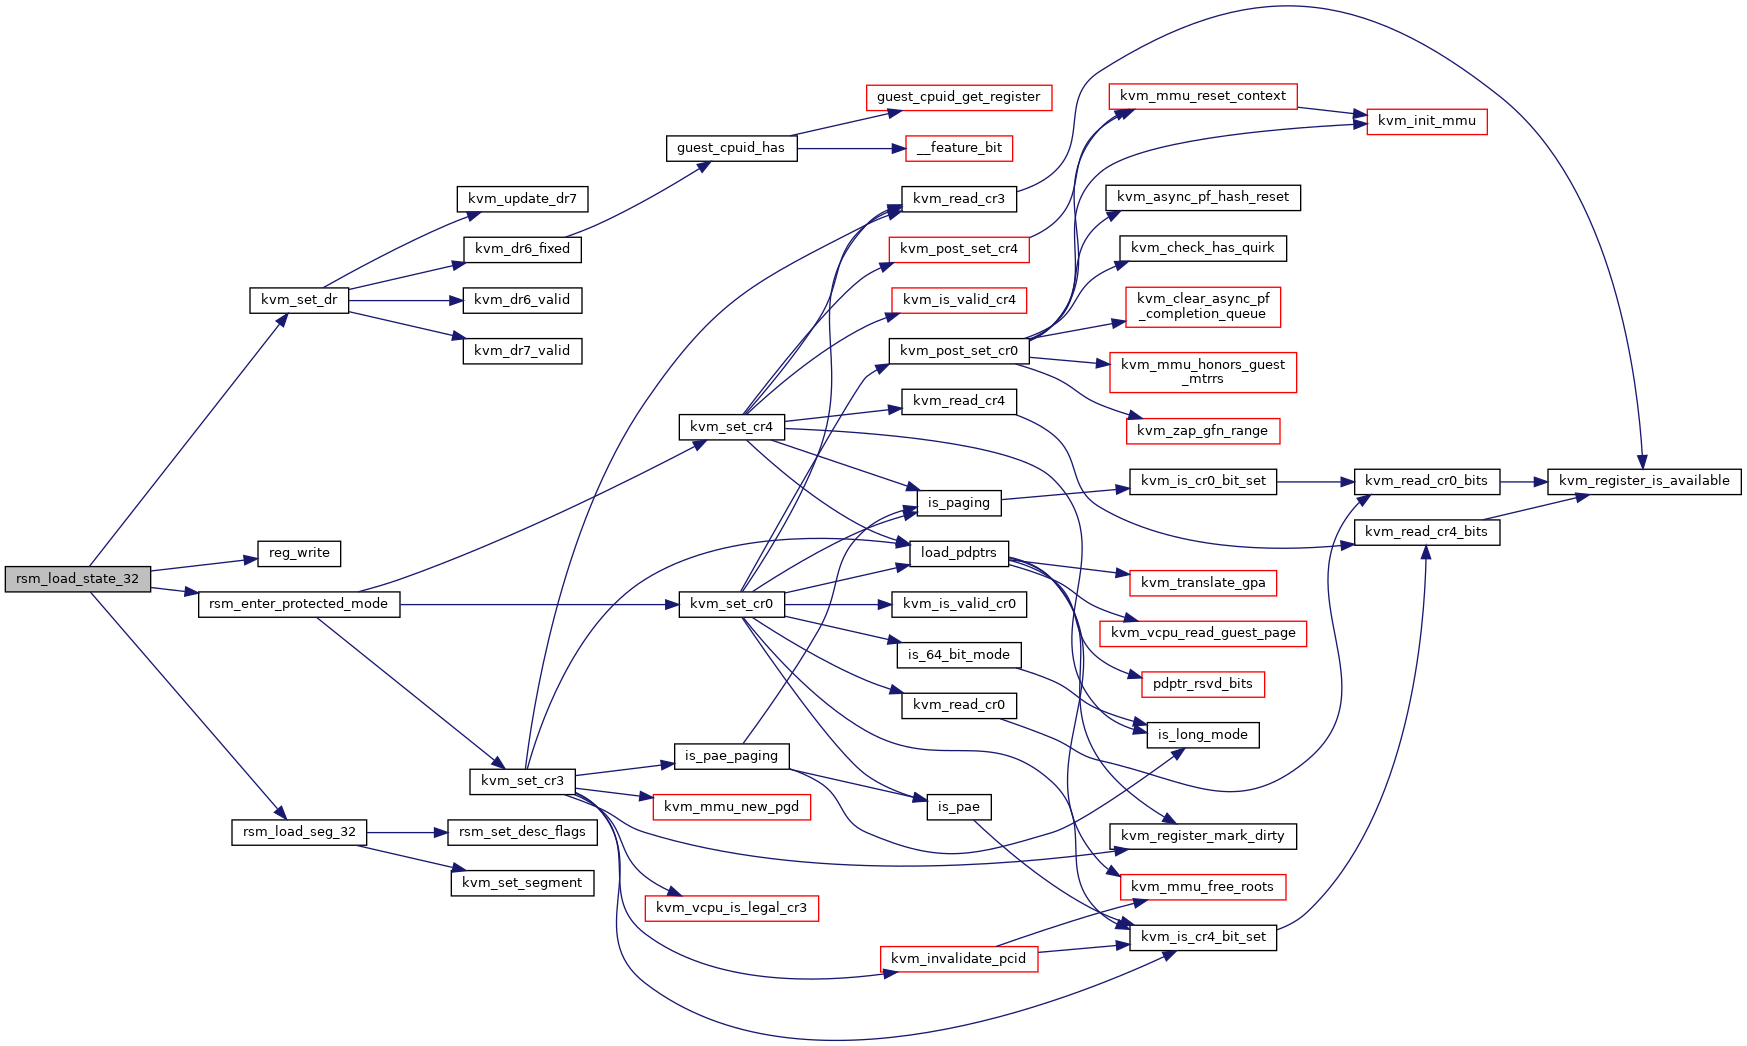 rsm_load_state_32
kvm_set_dr
reg_write
rsm_enter_protected_mode
rsm_load_seg_32
kvm_update_dr7
kvm_dr6_fixed
kvm_dr6_valid
kvm_dr7_valid
kvm_set_cr3
rsm_set_desc_flags
kvm_set_segment
guest_cpuid_has
kvm_set_cr4
kvm_set_cr0
is_pae_paging
kvm_mmu_new_pgd
kvm_vcpu_is_legal_cr3
guest_cpuid_get_register
__feature_bit
kvm_read_cr3
kvm_post_set_cr4
kvm_is_valid_cr4
kvm_post_set_cr0
kvm_read_cr4
is_paging
load_pdptrs
kvm_is_valid_cr0
is_64_bit_mode
kvm_read_cr0
is_pae
kvm_invalidate_pcid
kvm_mmu_reset_context
kvm_async_pf_hash_reset
kvm_check_has_quirk
kvm_clear_async_pf
_completion_queue
kvm_mmu_honors_guest
_mtrrs
kvm_zap_gfn_range
kvm_is_cr0_bit_set
kvm_translate_gpa
kvm_vcpu_read_guest_page
pdptr_rsvd_bits
is_long_mode
kvm_register_mark_dirty
kvm_mmu_free_roots
kvm_is_cr4_bit_set
kvm_init_mmu
kvm_read_cr0_bits
kvm_read_cr4_bits
kvm_register_is_available